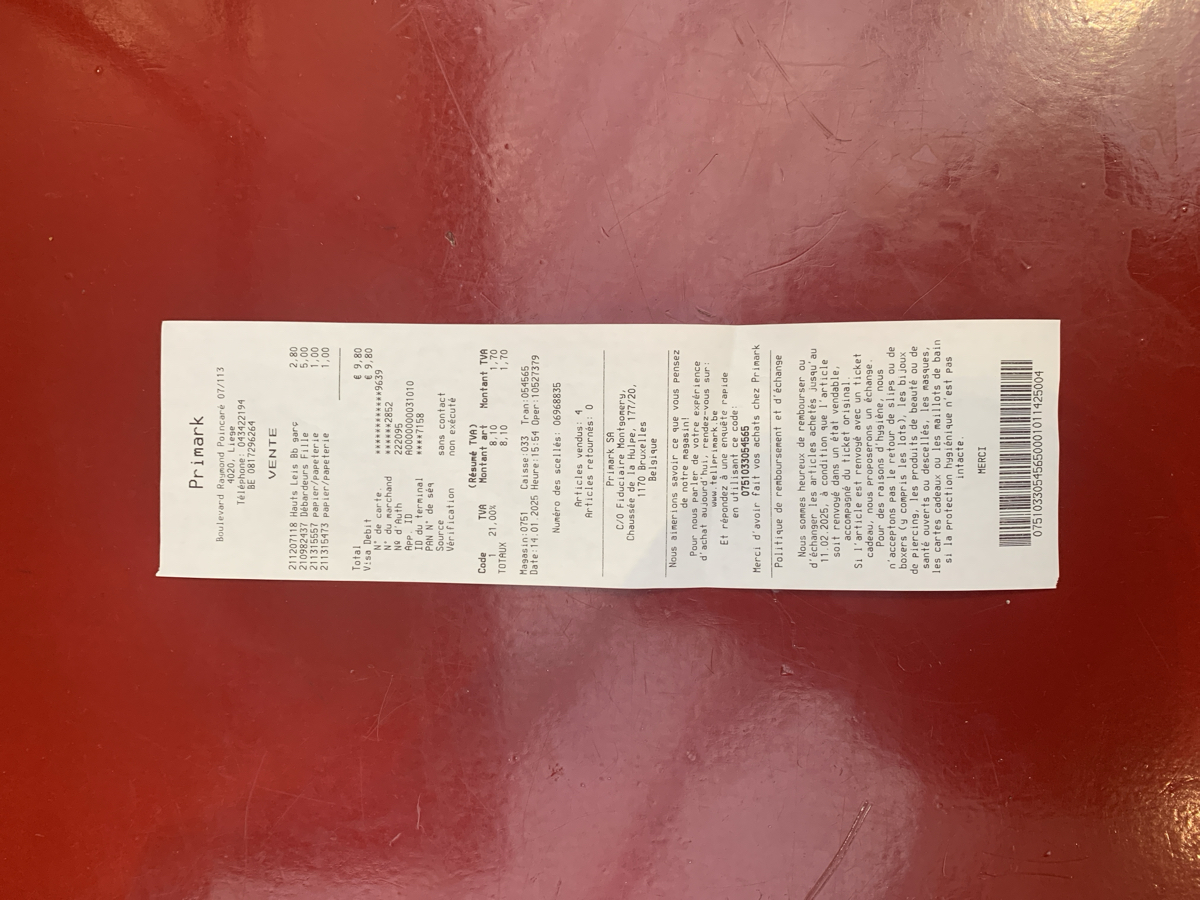 Primark
Boulevard Raymond Poincaré 07/113
4020, Liege
Téléphone: 043422194
BE 0817296264
VENTE
211207118 Hauts Leis Bb garç 2,80
210982437 Débardeurs Fille 5,00
211315557 papier/papeterie 1,00
211315473 papier/papeterie 1,00
Total € 9,80
Visa Debit € 9,80
N° de carte. ************9639
N° du marchand ******2852
Nº d'Auth 222095
App. ID A0000000031010
ID du terminal ****7158
PAN N° de séq
Source sans contact
Vérification non exécuté
(Résumé TVA)
Code TVA Montant art Montant TVA
1 21,00% 8,10 1,70
TOTAUX 8,10 1,70
Magasin:0751 Caisse:033 Tran:054565
Date:14.01.2025 Heure:15:54 Oper:10527379
Numéro des scellés: 06968835
Articles vendus: 4
Articles retournés: 0
Primark SA
C/O Fiduciaire Montgomery,
Chaussée de la Hulpe, 177/20,
1170 Bruxelles
Belgique
Nous aimerions savoir ce que vous pensez
de notre magasin!
Pour nous parler de votre expérience
d'achat aujourd'hui, rendez-vous sur:
www.tellprimark.be
Et répondez à une enquête rapide
en utilisant ce code:
0751033054565
Merci d'avoir fait vos achats chez Primark
Politique de remboursement et d'échange
Nous sommes heureux de rembourser ou
d'échanger les articles achetés jusqu'au
11.02.2025, à condition que l'article
soit renvoyé dans un état vendable,
accompagné du ticket original.
Si l'article est renvoyé avec un ticket
cadeau, nous proposerons un échange.
Pour des raisons d'hygiène, nous
n'acceptons pas le retour de slips ou de
boxers (y compris les lots), les bijoux
de piercing, les produits de beauté ou de
santé ouverts ou descellés, les masques,
les cartes cadeaux ou les maillots de bain
si la protection hygiénique n'est pas
intacte.
MERCI
0751033054565000101142​5004